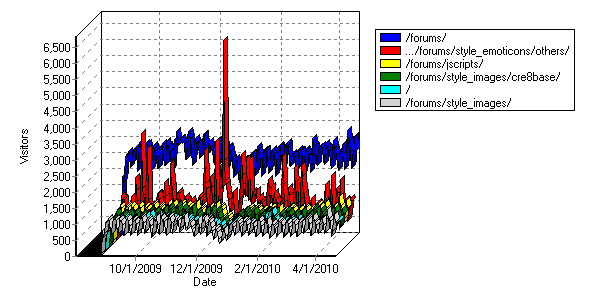 6,500
6,000
5,500
5,000
4,500
4,000
3,500
3,000
2,500
2,000
1,500
1,000
500
0
Visitors
10/1/2009 12/1/2009 2/1/2010 4/1/2010
Date
/forums/
.../forums/style_emoticons/others/
/forums/jscripts/
/forums/style_images/cre8base/
/
/forums/style_images/